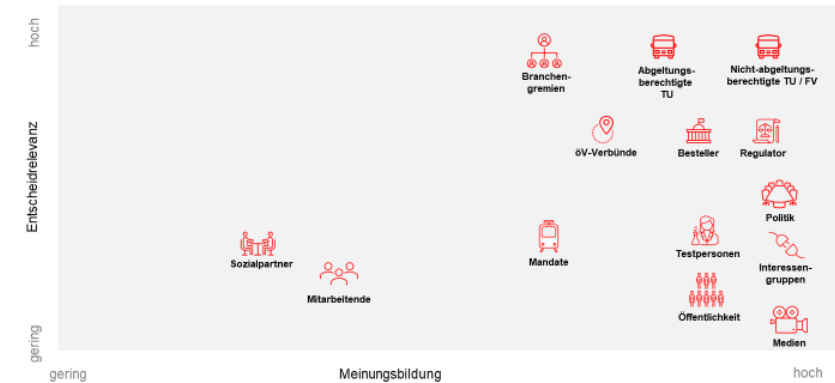 hoch
Entscheidrelevanz
gering
Branchen-
gremien
Abgeltungs-
berechtigte
TU
Nicht-abgeltungs-
berechtigte TU / FV
öV-Verbünde
Besteller
Regulator
Politik
Sozialpartner
Mandate
Testpersonen
Interessen-
gruppen
Mitarbeitende
Öffentlichkeit
Medien
gering
Meinungsbildung
hoch